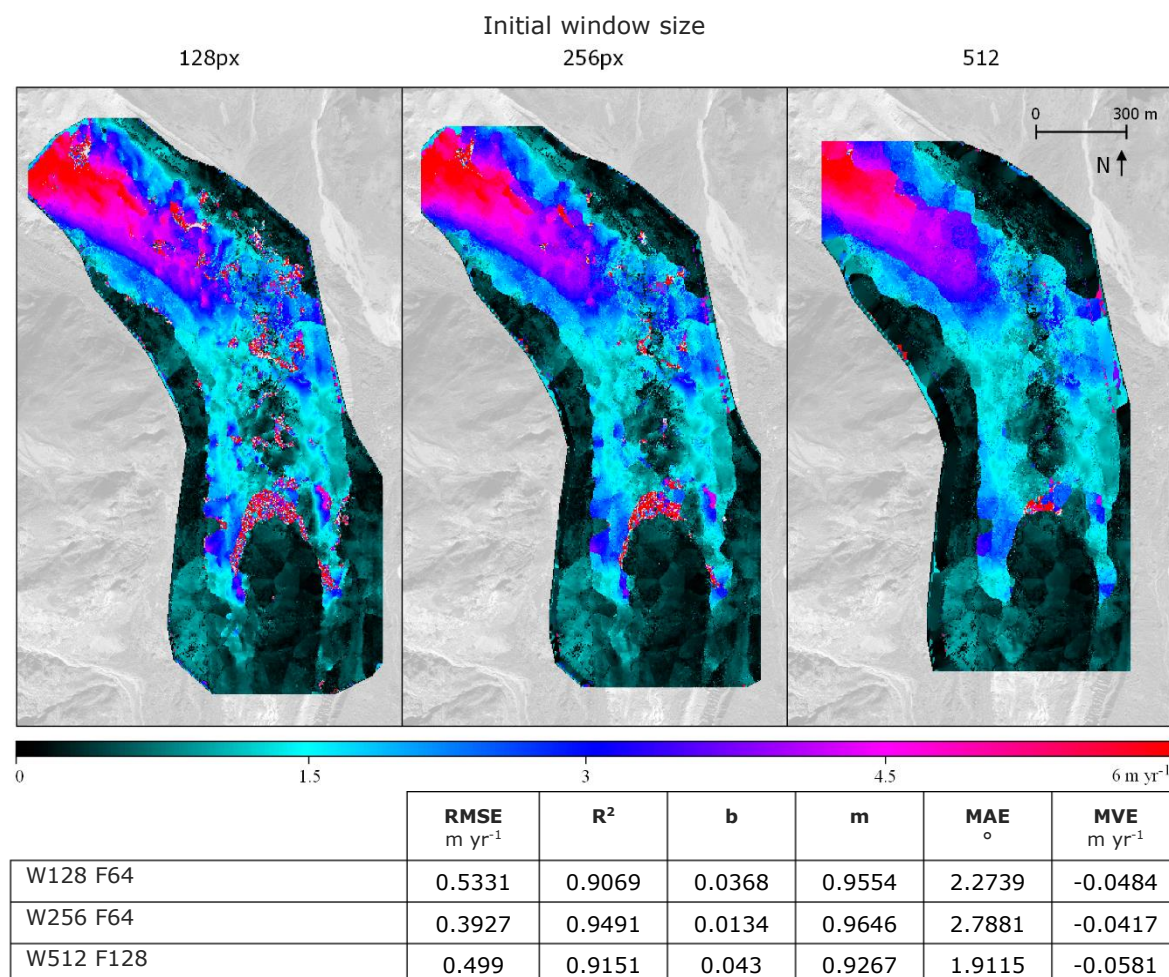 Initial window size
128px 256px 512
0 300 m
N
0 1.5 3 4.5 6 m yr⁻¹
RMSE R² b m MAE MVE
m yr⁻¹ ° m yr⁻¹
W128 F64 0.5331 0.9069 0.0368 0.9554 2.2739 -0.0484
W256 F64 0.3927 0.9491 0.0134 0.9646 2.7881 -0.0417
W512 F128 0.499 0.9151 0.043 0.9267 1.9115 -0.0581